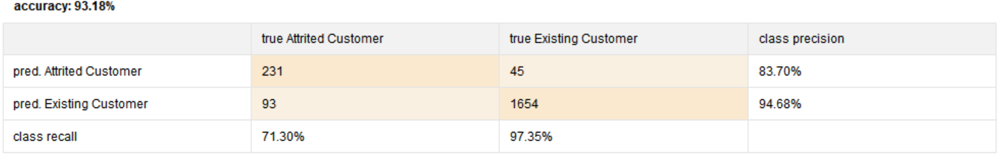 accuracy: 93.18%
true Attrited Customer true Existing Customer class precision
pred. Attrited Customer 231 45 83.70%
pred. Existing Customer 93 1654 94.68%
class recall 71.30% 97.35%